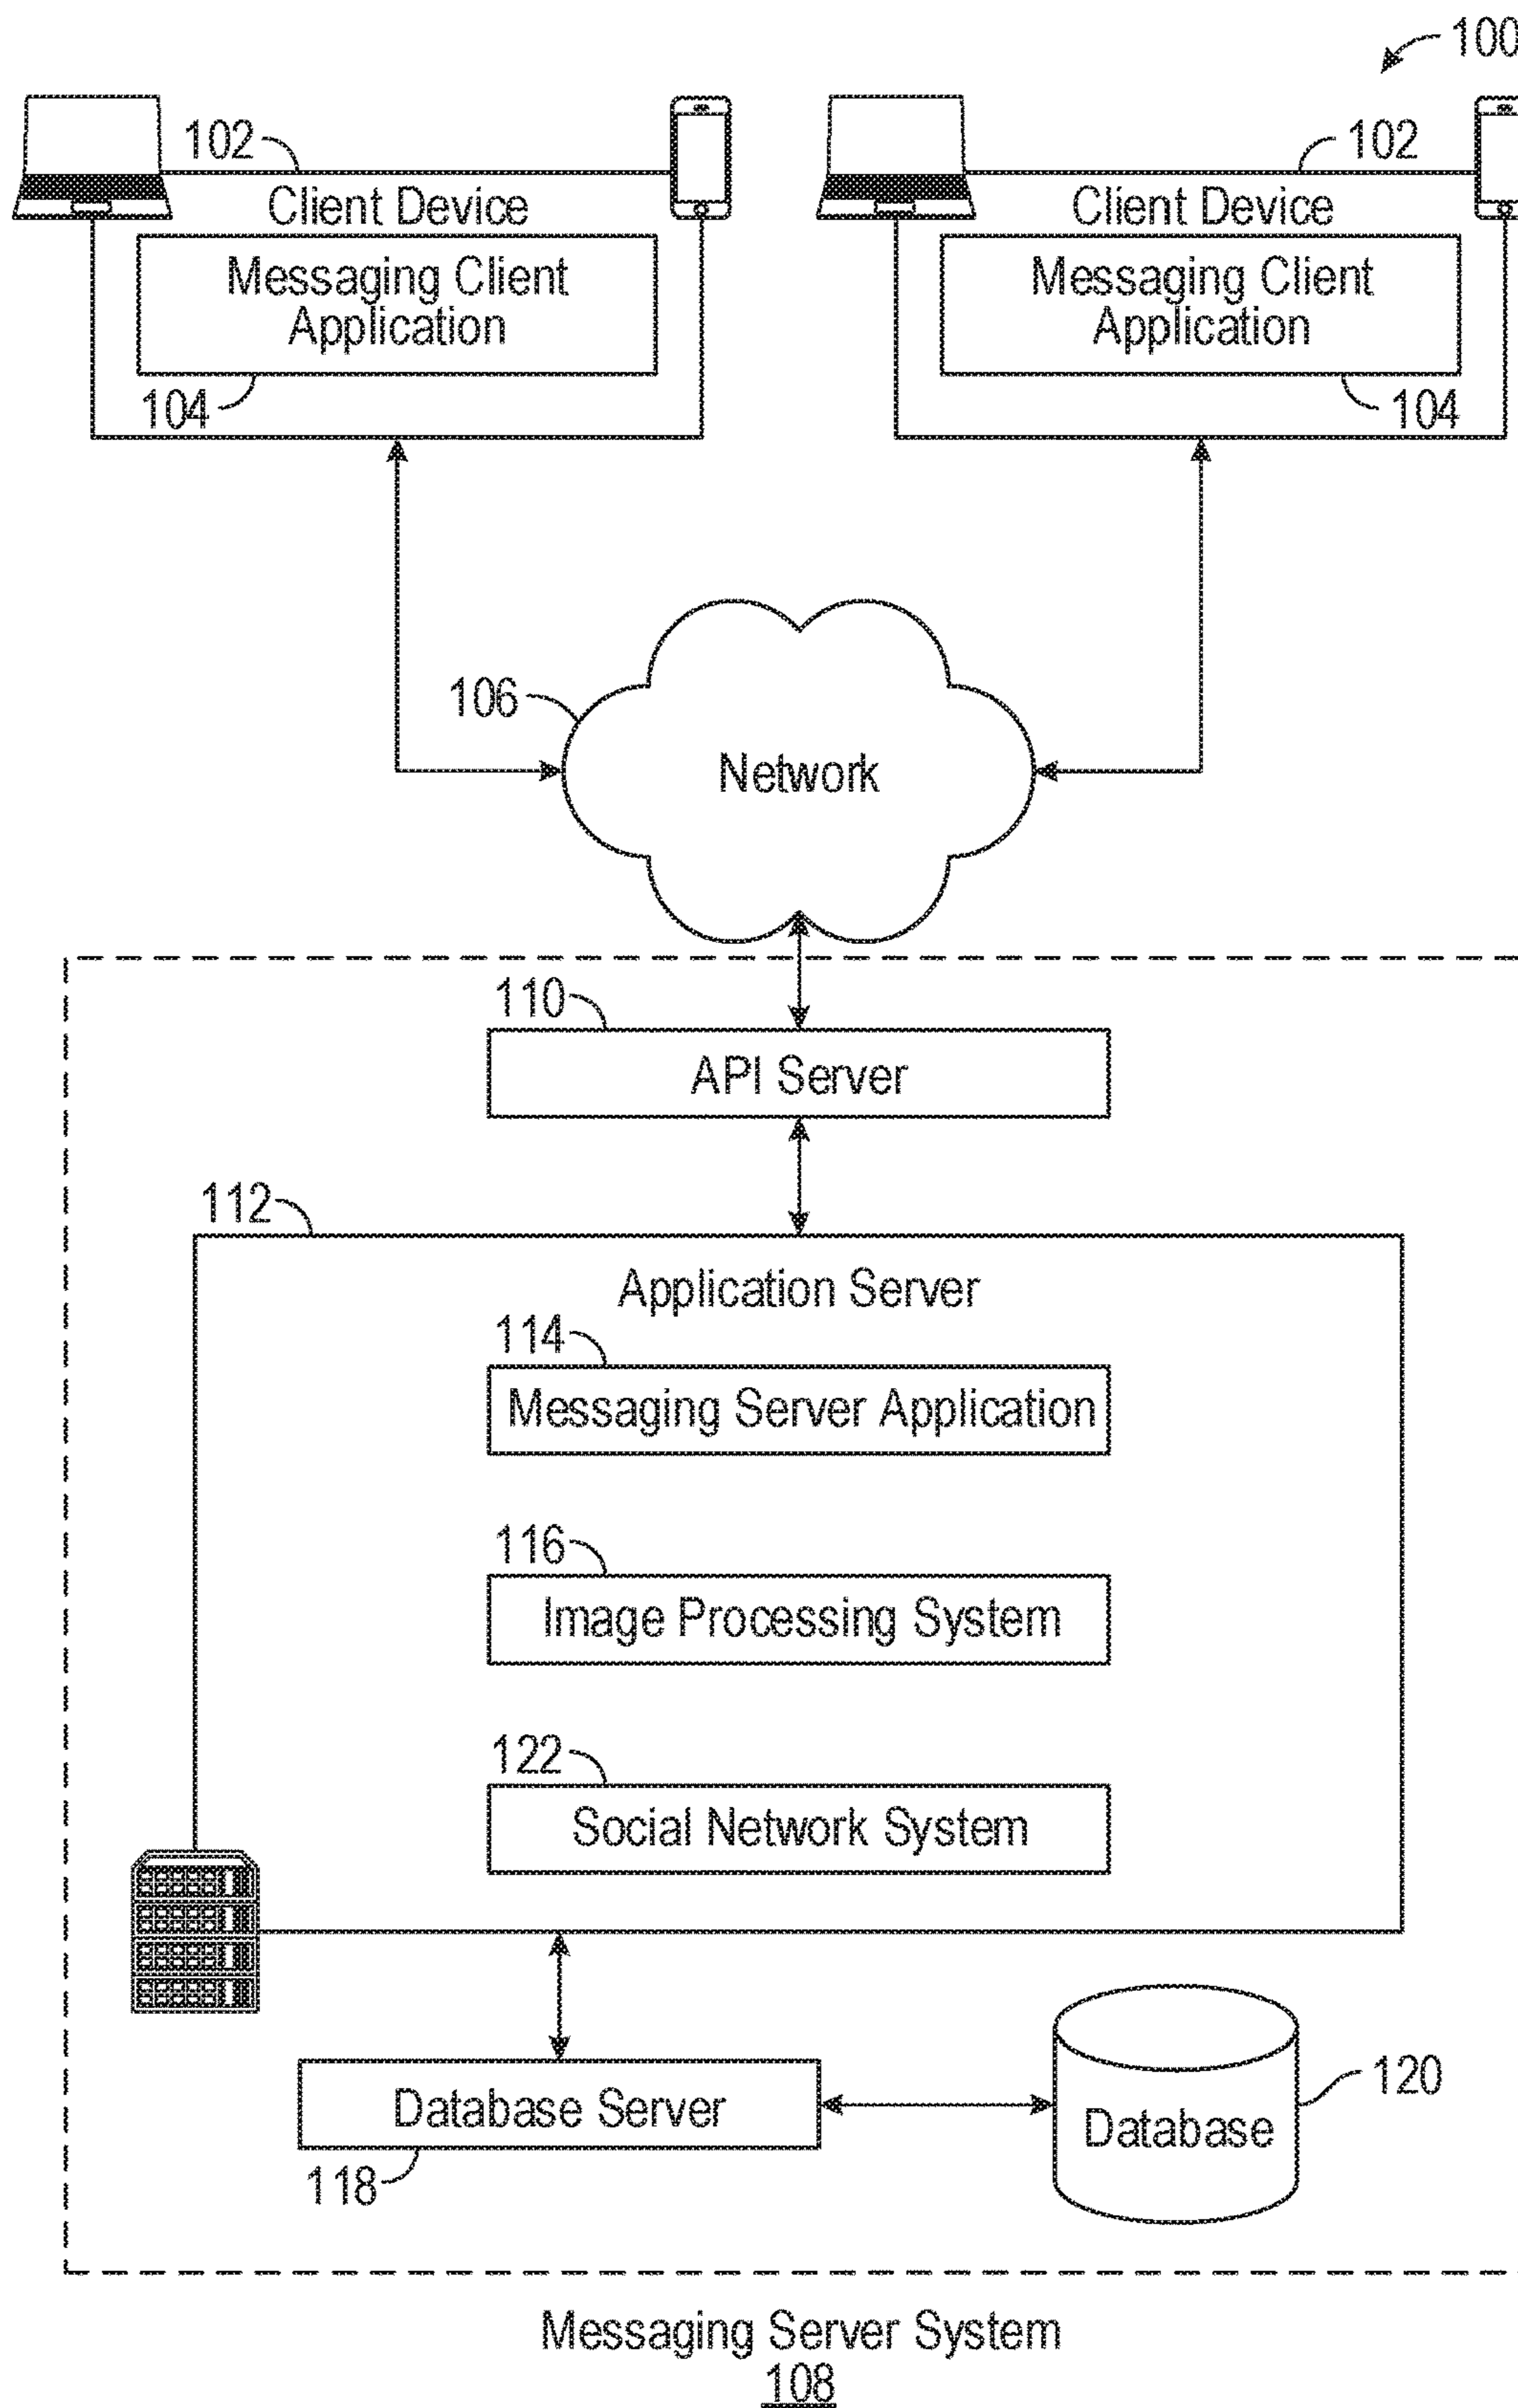 100
102
102
Client Device
Client Device
Messaging Client
Application
Messaging Client
Application
104
104
106
Network
110
API Server
112
Application Server
114
Messaging Server Application
116
Image Processing System
122
Social Network System
Database Server
118
Database
120
Messaging Server System
108